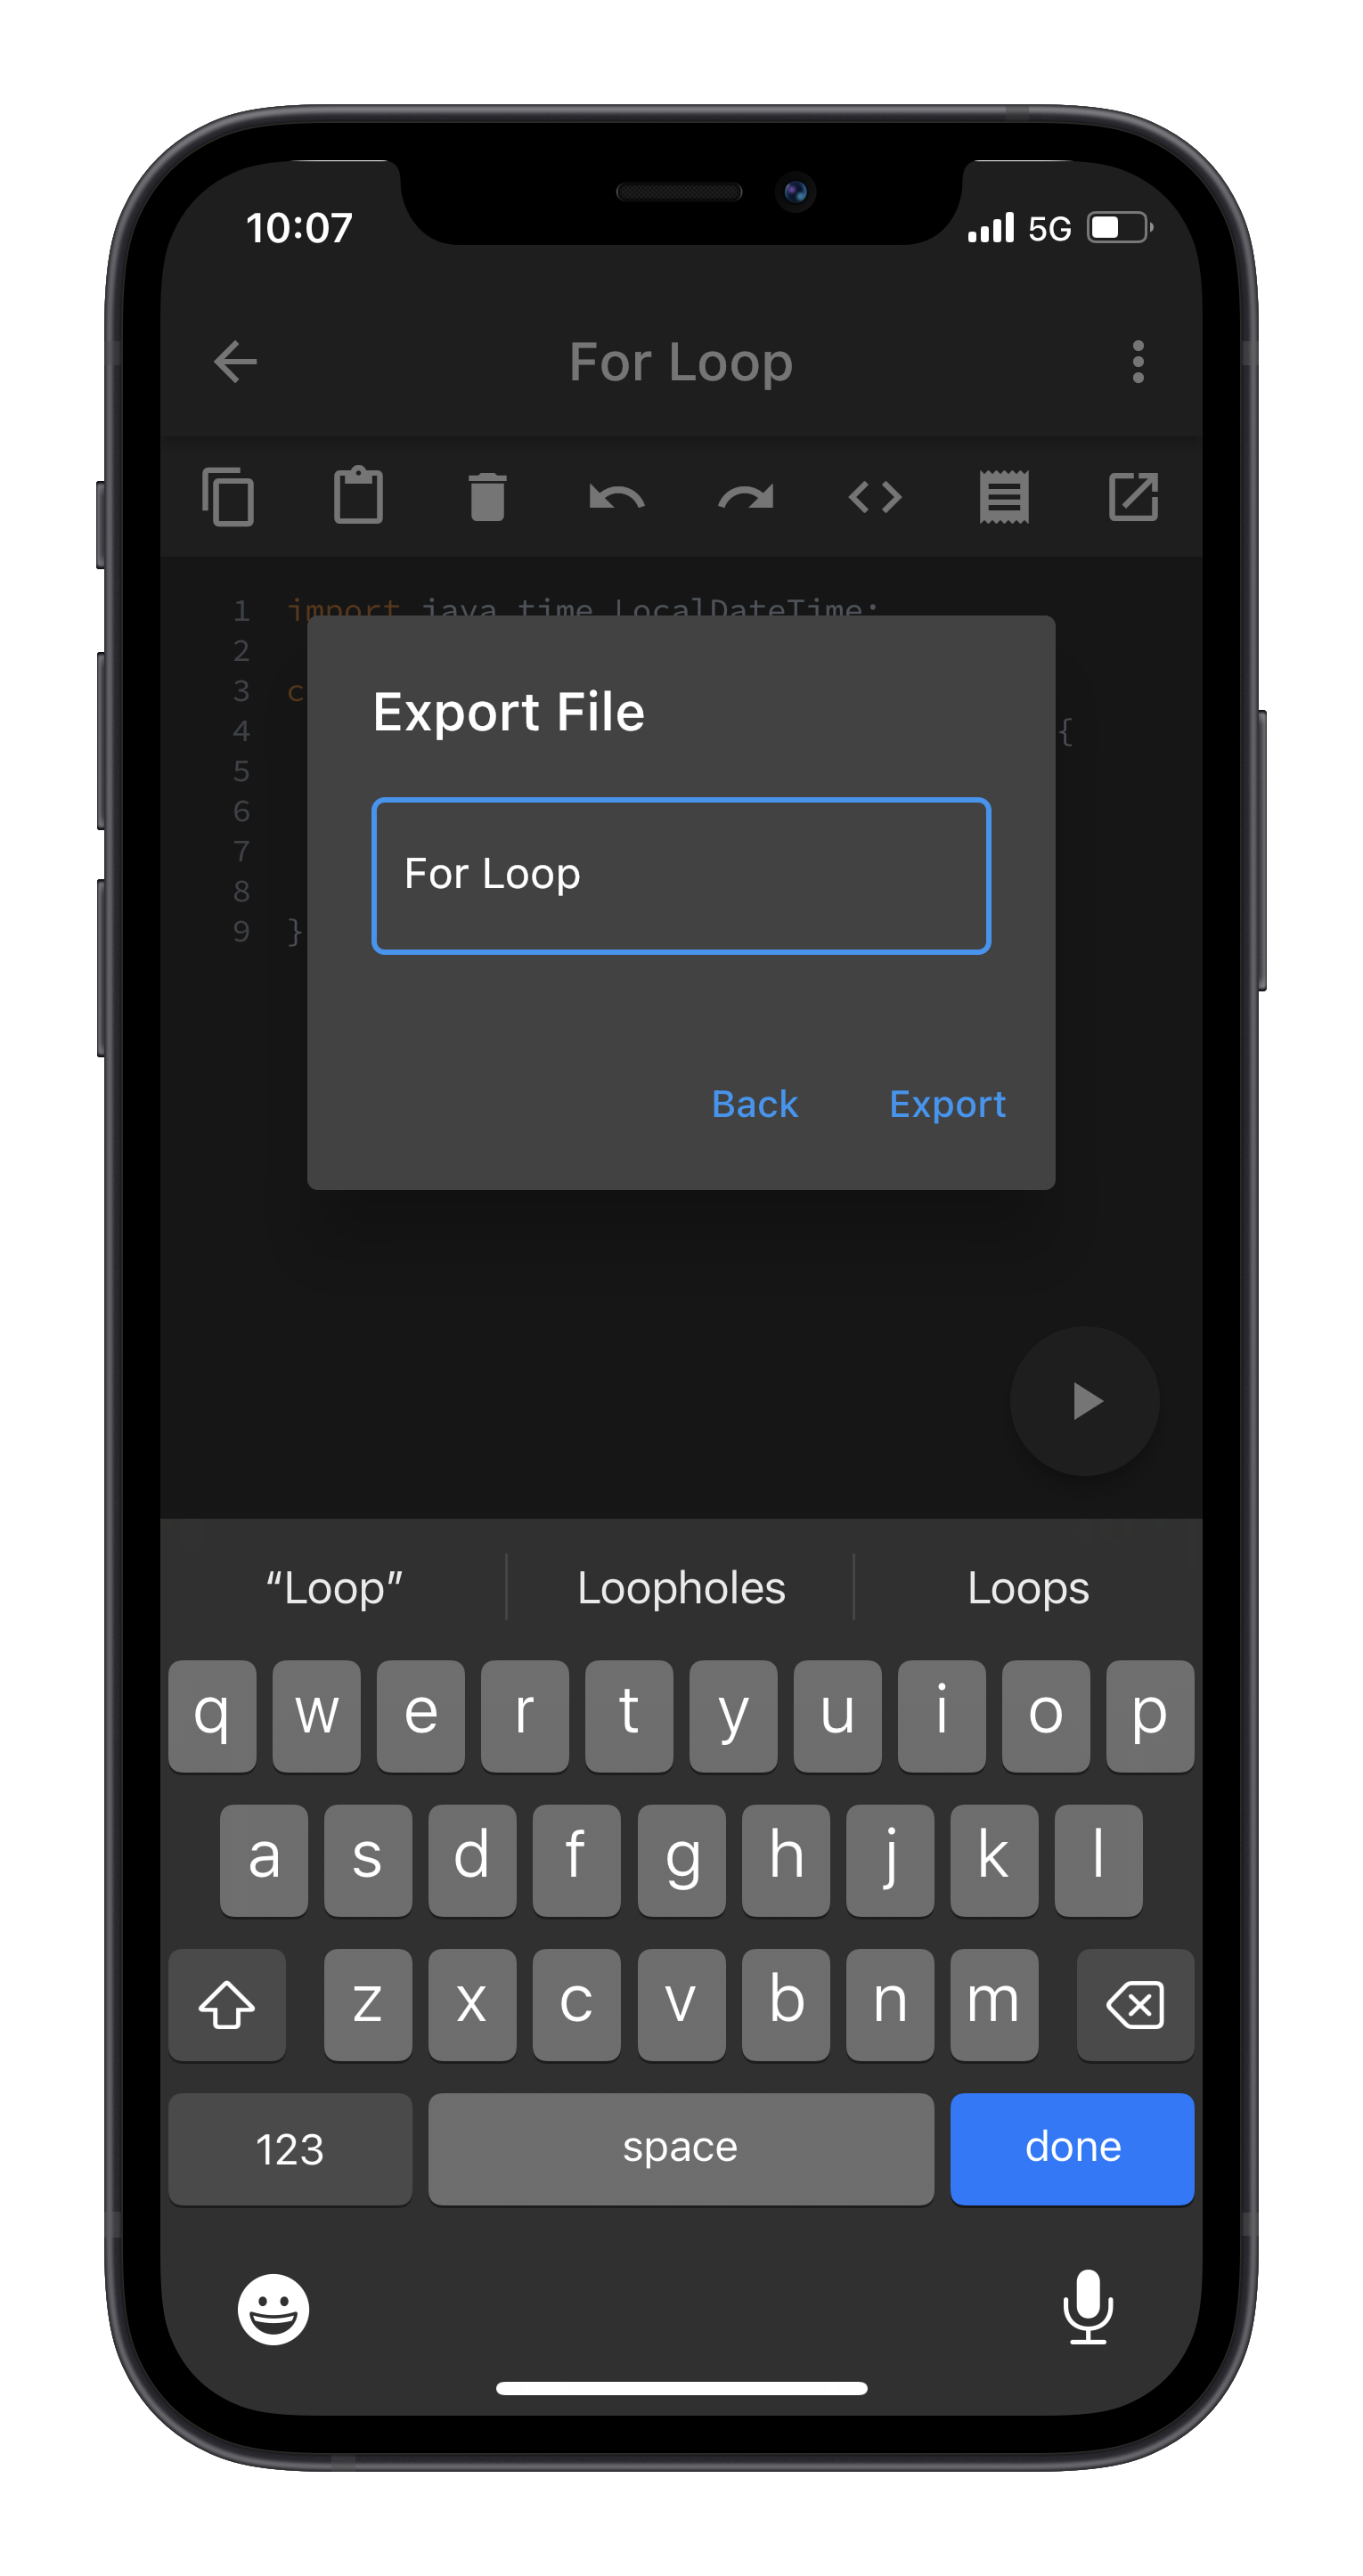 10:07 5G
For Loop
1 import java.time.LocalDateTime;
2
3 c
4 {
5
6
7
8
9 }
Export File
For Loop
Back Export
“Loop” Loopholes Loops
q w e r t y u i o p
a s d f g h j k l
z x c v b n m
123 space done